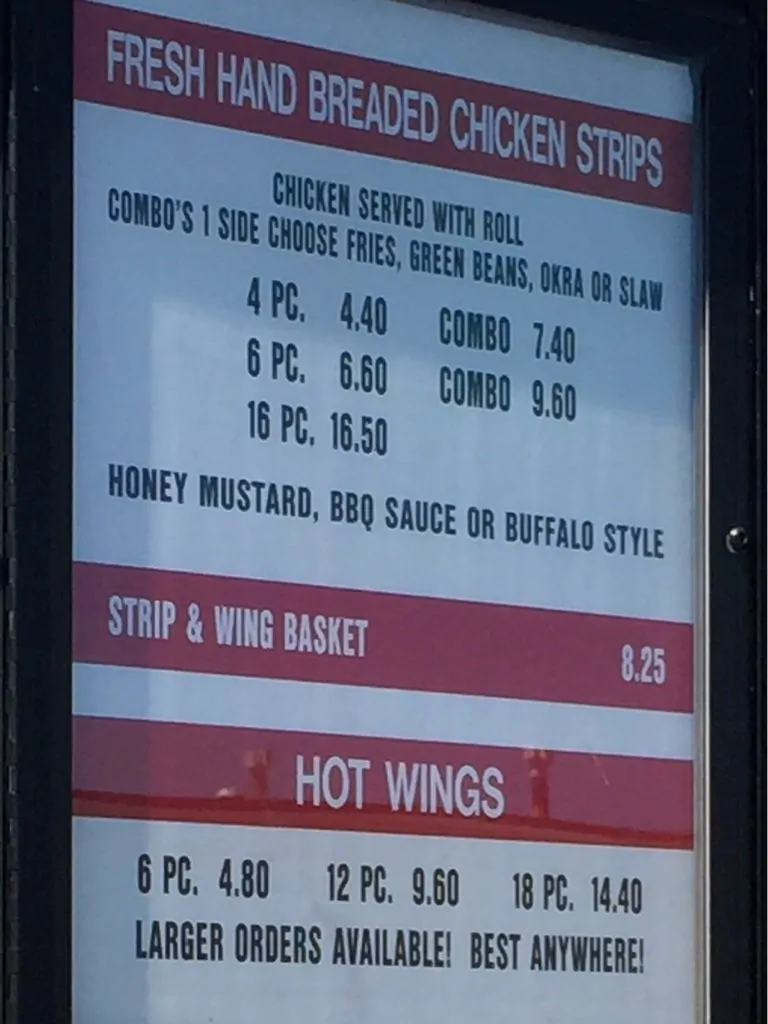 FRESH HAND BREADED CHICKEN STRIPS
CHICKEN SERVED WITH ROLL
COMBO'S 1 SIDE CHOOSE FRIES, GREEN BEANS, OKRA OR SLAW
4 PC. 4.40 COMBO 7.40
6 PC. 6.60 COMBO 9.60
16 PC. 16.50
HONEY MUSTARD, BBQ SAUCE OR BUFFALO STYLE
STRIP & WING BASKET 8.25
HOT WINGS
6 PC. 4.80 12 PC. 9.60 18 PC. 14.40
LARGER ORDERS AVAILABLE! BEST ANYWHERE!